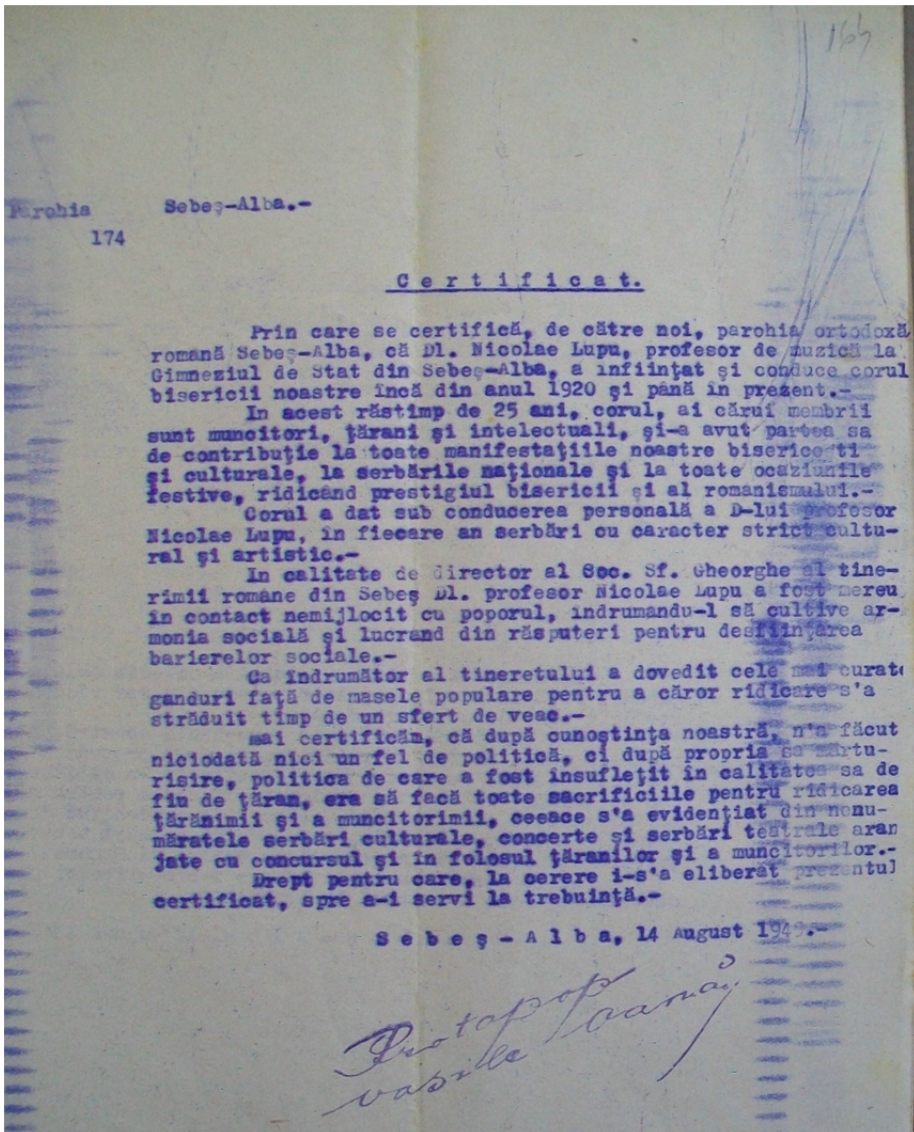 164
Parohia Sebeş-Alba.-
174
Certificat.
Prin care se certifică, de către noi, parohia ortodoxă
română Sebeş-Alba, că Dl. Nicolae Lupu, profesor de muzică la
Gimneziul de Stat din Sebeş-Alba, a înfiinţat şi conduce corul
bisericii noastre încă din anul 1920 şi până în prezent.-
In acest răstimp de 25 ani, corul, ai cărui membrii
sunt muncitori, ţărani şi intelectuali, şi-a avut partea sa
de contribuţie la toate manifestaţiile noastre bisericeşti
şi culturale, la serbările naţionale şi la toate ocaziunile
festive, ridicând prestigiul bisericii şi al românismului.-
Corul a dat sub conducerea personală a D-lui profesor
Nicolae Lupu, în fiecare an serbări cu caracter strict cultu-
ral şi artistic.-
In calitate de director al Soc. Sf. Gheorghe al tine-
rimii române din Sebeş Dl. profesor Nicolae Lupu a fost mereu
în contact nemijlocit cu poporul, îndrumandu-l să cultive ar-
monia socială şi lucrand din răsputeri pentru desfiinţarea
barierelor sociale.-
Ca îndrumător al tineretului a dovedit cele mai curate
ganduri faţă de masele populare pentru a căror ridicare s'a
străduit timp de un sfert de veac.-
mai certificăm, că după cunoştinţa noastră, n'a făcut
niciodată nici un fel de politică, ci după propria sa mărtu-
risire, politica de care a fost însufleţit în calitatea sa de
fiu de ţăran, era să facă toate sacrificiile pentru ridicarea
ţărănimii şi a muncitorimii, ceeace s'a evidenţiat din nenu-
măratele serbări culturale, concerte şi serbări teatrale aran
jate cu concursul şi în folosul ţăranilor şi a muncitorilor.-
Drept pentru care, la cerere i-s'a eliberat prezentul
certificat, spre a-i servi la trebuinţă.-
Sebeş-Alba, 14 August
Protopop
vasile Oana